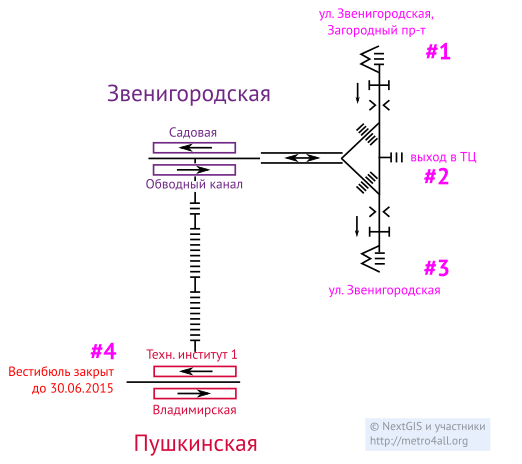 ул. Звенигородская,
Загородный пр-т
#1
Звенигородская
Садовая
Обводный канал
выход в ТЦ
#2
#3
ул. Звенигородская
#4
Вестибюль закрыт
до 30.06.2015
Техн. институт 1
Владимирская
Пушкинская
© NextGIS и участники
http://metro4all.org